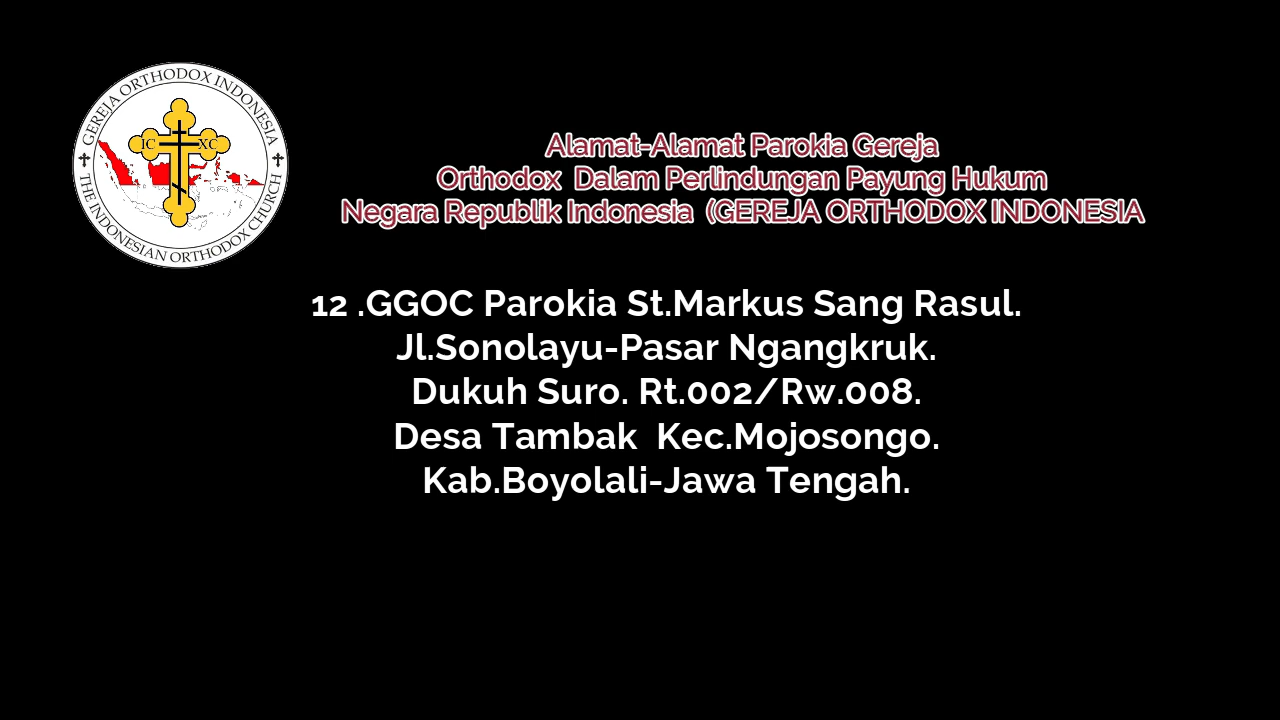 GEREJA ORTHODOX INDONESIA
IC XC
THE INDONESIAN ORTHODOX CHURCH
Alamat-Alamat Parokia Gereja
Orthodox  Dalam Perlindungan Payung Hukum
Negara Republik Indonesia  (GEREJA ORTHODOX INDONESIA
12 .GGOC Parokia St.Markus Sang Rasul.
Jl.Sonolayu-Pasar Ngangkruk.
Dukuh Suro. Rt.002/Rw.008.
Desa Tambak  Kec.Mojosongo.
Kab.Boyolali-Jawa Tengah.